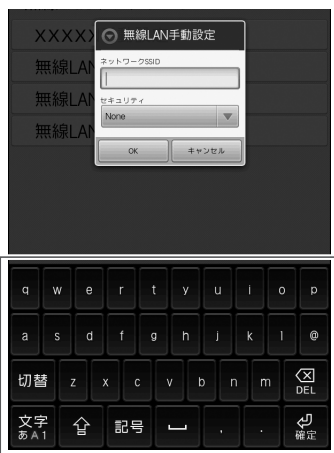 XXXXX
無線LAN手動設定
無線LAN
ネットワークSSID
無線LAN
セキュリティ
None
無線LAN
OK キャンセル
q w e r t y u i o p
a s d f g h j k l @
切替 z x c v b n m DEL
文字 記号 , . 確定
あA1